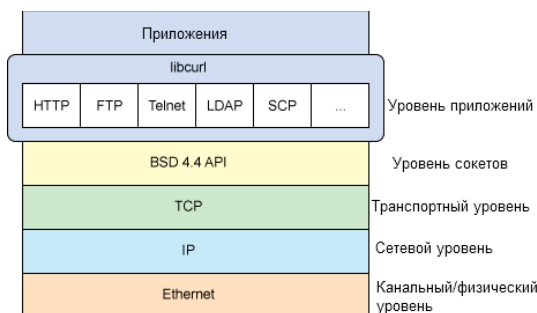 Приложения
libcurl
HTTP FTP Telnet LDAP SCP ...
Уровень приложений
BSD 4.4 API
Уровень сокетов
TCP
Транспортный уровень
IP
Сетевой уровень
Ethernet
Канальный/физический
уровень